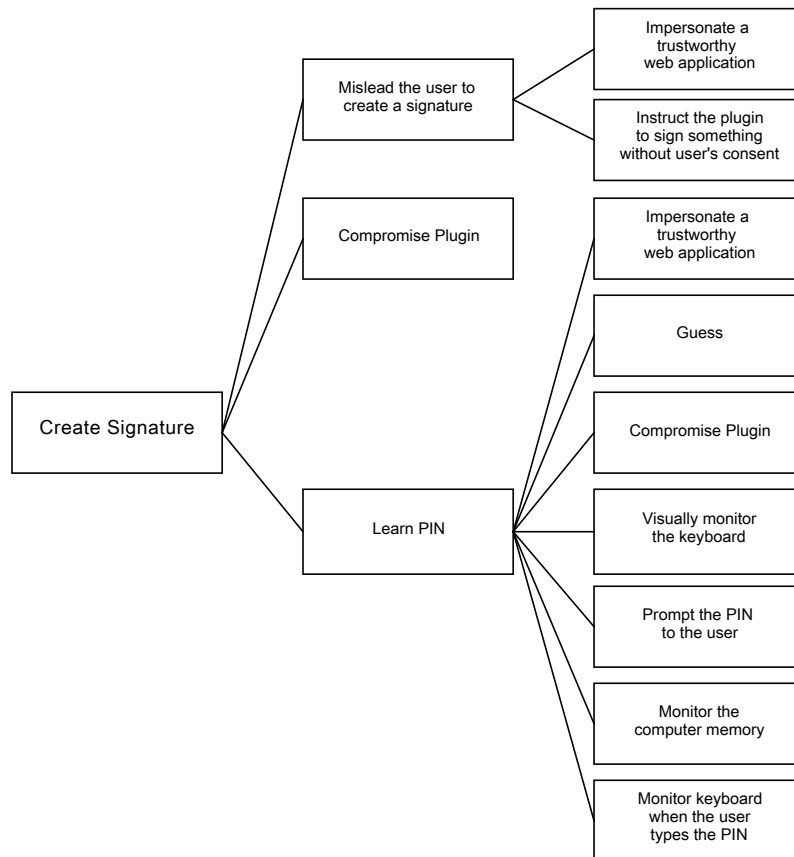 Impersonate a
trustworthy
web application
Mislead the user to
create a signature
Instruct the plugin
to sign something
without user's consent
Compromise Plugin
Impersonate a
trustworthy
web application
Guess
Create Signature
Compromise Plugin
Learn PIN
Visually monitor
the keyboard
Prompt the PIN
to the user
Monitor the
computer memory
Monitor keyboard
when the user
types the PIN